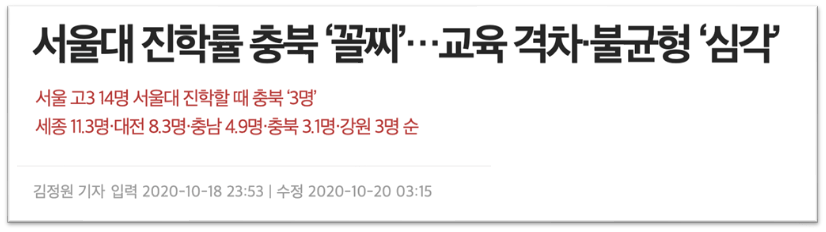 서울대 진학률 충북 ‘꼴찌’…교육 격차·불균형 ‘심각’
서울 고3 14명 서울대 진학할 때 충북 ‘3명’
세종 11.3명·대전 8.3명·충남 4.9명·충북 3.1명·강원 3명 순
김정원 기자 입력 2020-10-18 23:53 | 수정 2020-10-20 03:15